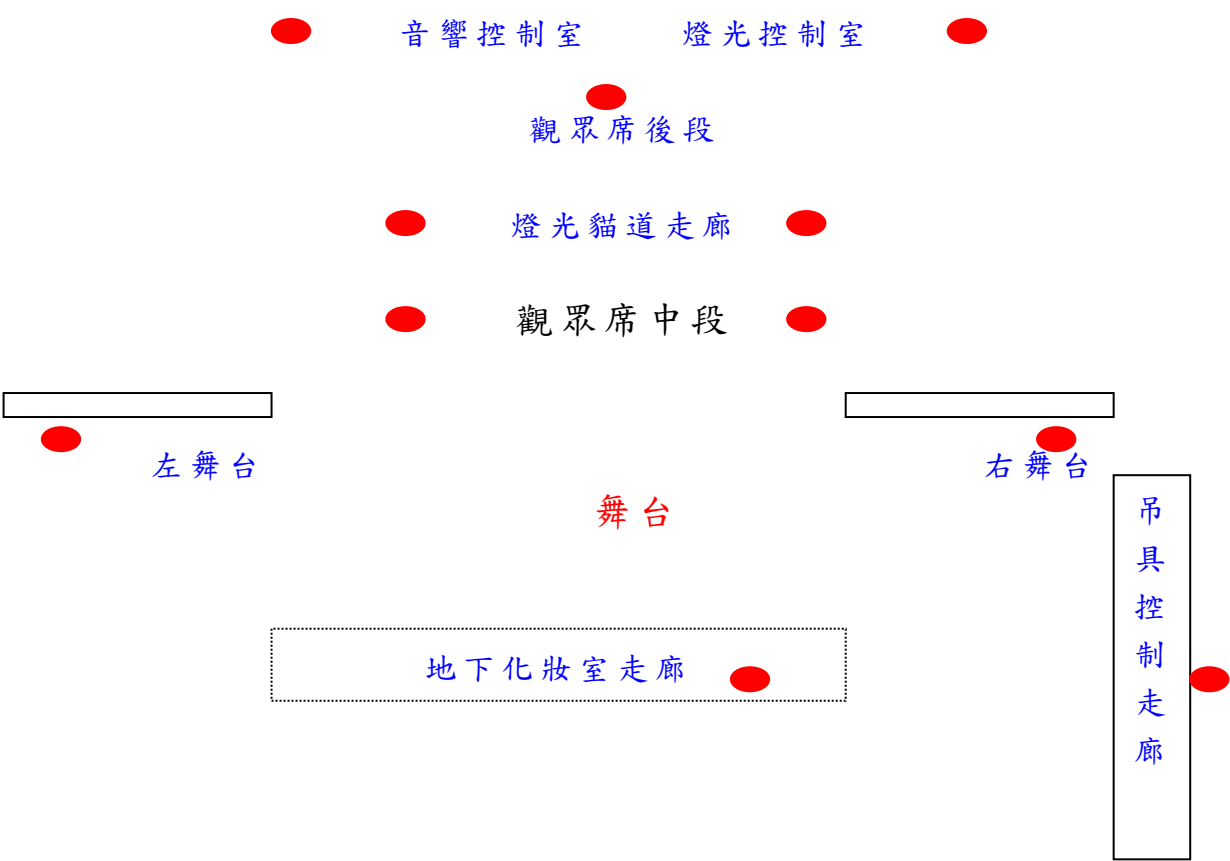 音響控制室 燈光控制室
觀眾席後段
燈光貓道走廊
觀眾席中段
左舞台
右舞台
舞台
吊具控制走廊
地下化妝室走廊